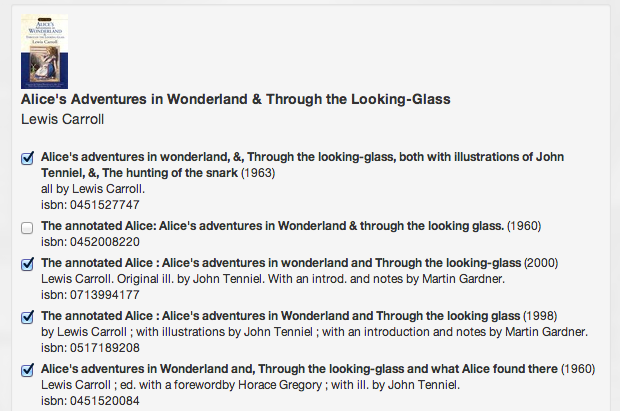 ALICE'S
ADVENTURES IN
WONDERLAND
THROUGH THE LOOKING-GLASS
Lewis Carroll
Alice's Adventures in Wonderland & Through the Looking-Glass
Lewis Carroll
Alice's adventures in wonderland, &, Through the looking-glass, both with illustrations of John
Tenniel, &, The hunting of the snark (1963)
all by Lewis Carroll.
isbn: 0451527747
The annotated Alice: Alice's adventures in Wonderland & through the looking glass. (1960)
isbn: 0452008220
The annotated Alice : Alice's adventures in wonderland and Through the looking-glass (2000)
Lewis Carroll. Original ill. by John Tenniel. With an introd. and notes by Martin Gardner.
isbn: 0713994177
The annotated Alice : Alice's adventures in Wonderland and Through the looking glass (1998)
by Lewis Carroll ; with illustrations by John Tenniel ; with an introduction and notes by Martin Gardner.
isbn: 0517189208
Alice's adventures in Wonderland and, Through the looking-glass and what Alice found there (1960)
Lewis Carroll ; ed. with a forewordby Horace Gregory ; with ill. by John Tenniel.
isbn: 0451520084